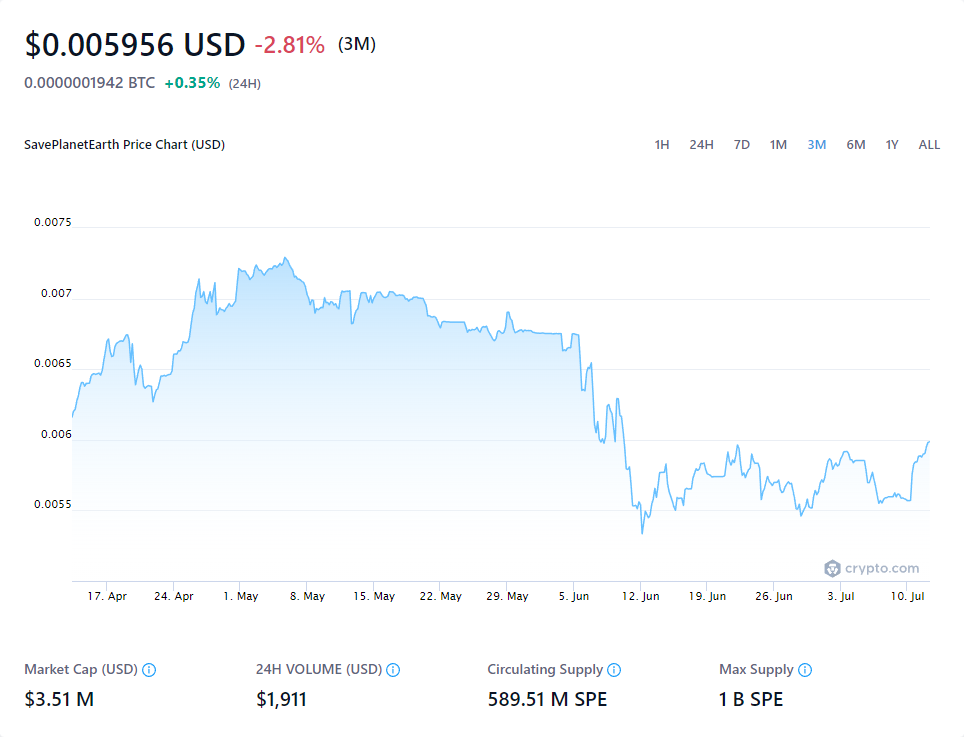 $0.005956 USD -2.81% (3M)
0.0000001942 BTC +0.35% (24H)
SavePlanetEarth Price Chart (USD) 1H 24H 7D 1M 3M 6M 1Y ALL
0.0075
0.007
0.0065
0.006
0.0055
crypto.com
17. Apr 24. Apr 1. May 8. May 15. May 22. May 29. May 5. Jun 12. Jun 19. Jun 26. Jun 3. Jul 10. Jul
Market Cap (USD) 24H VOLUME (USD) Circulating Supply Max Supply
$3.51 M $1,911 589.51 M SPE 1 B SPE